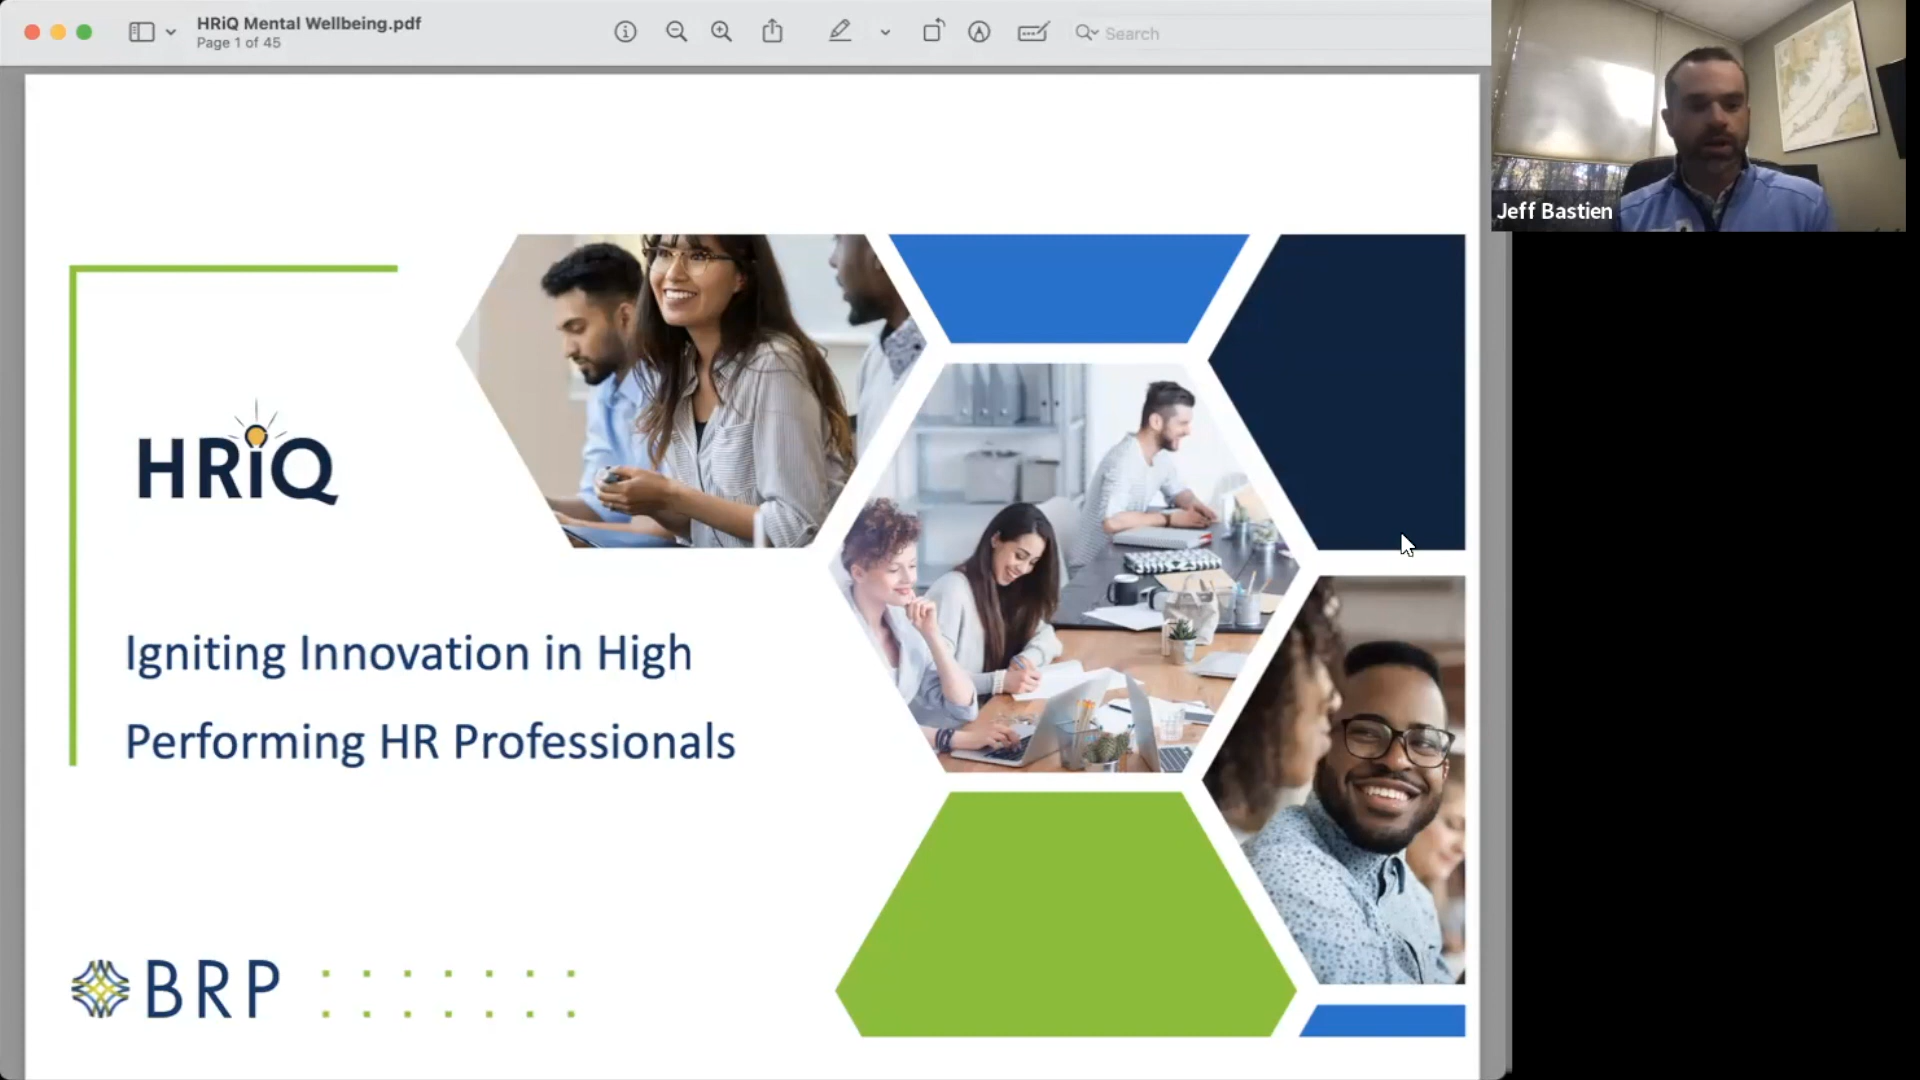 HRiQ Mental Wellbeing.pdf
Page 1 of 45
Search
Jeff Bastien
HRiQ
Igniting Innovation in High
Performing HR Professionals
BRP